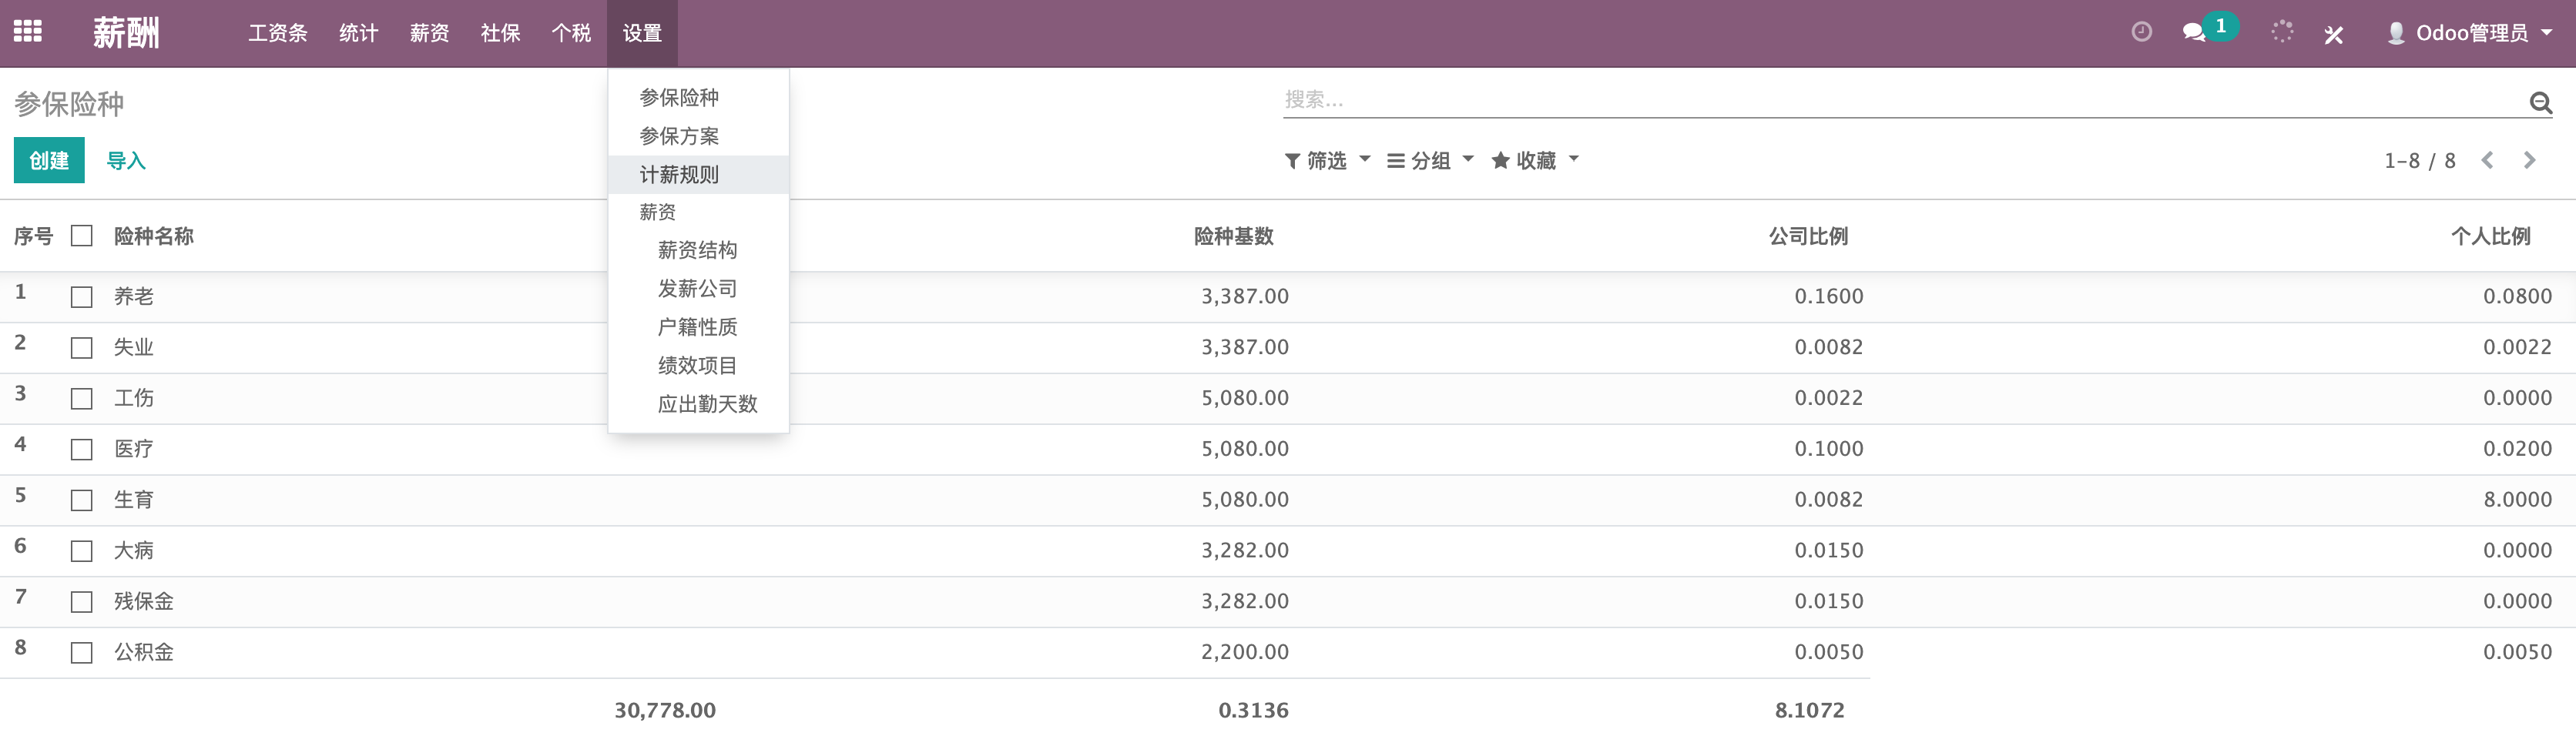 薪酬 工资条 统计 薪资 社保 个税 设置 1 Odoo管理员
参保险种 搜索...
创建 导入 筛选 分组 收藏 1-8 / 8
参保险种
参保方案
计薪规则
薪资
薪资结构
发薪公司
户籍性质
绩效项目
应出勤天数
序号 险种名称 险种基数 公司比例 个人比例
1 养老 3,387.00 0.1600 0.0800
2 失业 3,387.00 0.0082 0.0022
3 工伤 5,080.00 0.0022 0.0000
4 医疗 5,080.00 0.1000 0.0200
5 生育 5,080.00 0.0082 8.0000
6 大病 3,282.00 0.0150 0.0000
7 残保金 3,282.00 0.0150 0.0000
8 公积金 2,200.00 0.0050 0.0050
30,778.00 0.3136 8.1072